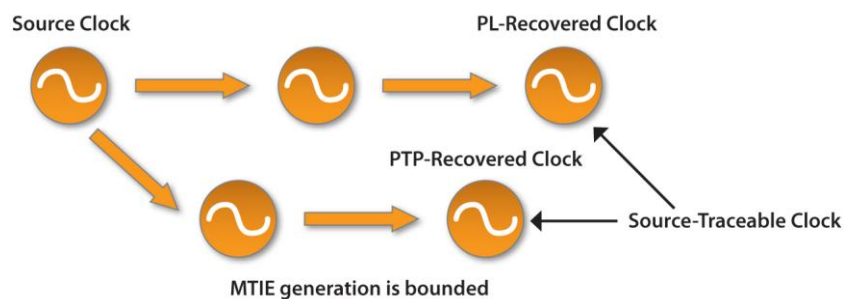 Source Clock
PL-Recovered Clock
PTP-Recovered Clock
Source-Traceable Clock
MTIE generation is bounded